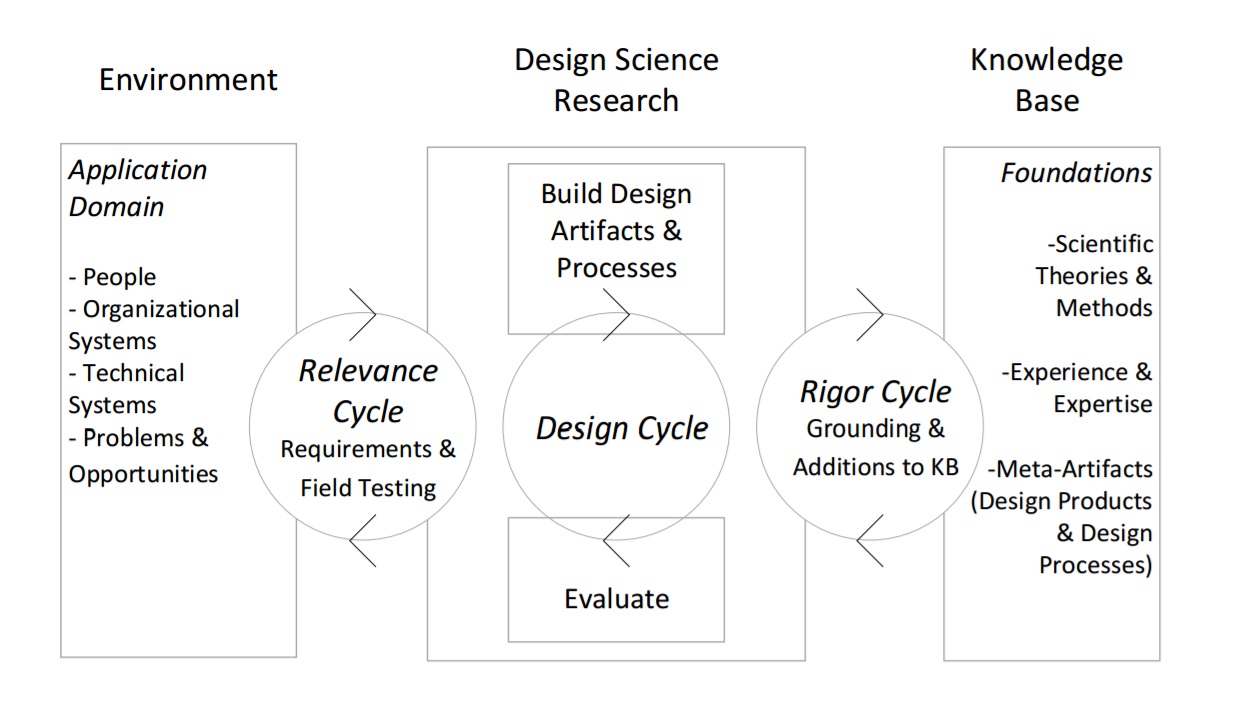 Environment
Design Science
Research
Knowledge
Base
Application
Domain
- People
- Organizational
Systems
- Technical
Systems
- Problems &
Opportunities
Relevance
Cycle
Requirements &
Field Testing
Build Design
Artifacts &
Processes
Design Cycle
Evaluate
Rigor Cycle
Grounding &
Additions to KB
Foundations
-Scientific
Theories &
Methods
-Experience &
Expertise
-Meta-Artifacts
(Design Products
& Design
Processes)